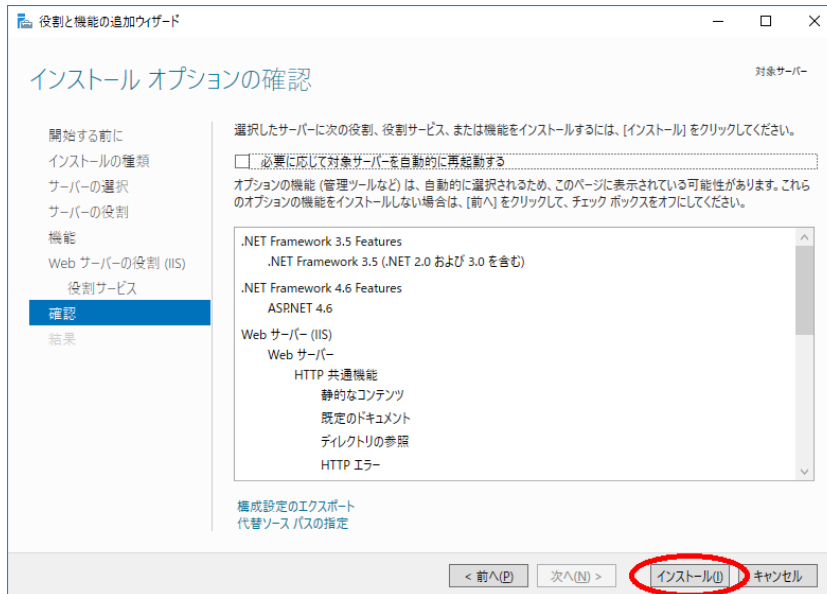 役割と機能の追加ウィザード
インストール オプションの確認
対象サーバー
開始する前に
インストールの種類
サーバーの選択
サーバーの役割
機能
Web サーバーの役割 (IIS)
役割サービス
確認
結果
選択したサーバーに次の役割、役割サービス、または機能をインストールするには、[インストール] をクリックしてください。
必要に応じて対象サーバーを自動的に再起動する
オプションの機能 (管理ツールなど) は、自動的に選択されるため、このページに表示されている可能性があります。これら
のオプションの機能をインストールしない場合は、[前へ] をクリックして、チェック ボックスをオフにしてください。
.NET Framework 3.5 Features
.NET Framework 3.5 (.NET 2.0 および 3.0 を含む)
.NET Framework 4.6 Features
ASP.NET 4.6
Web サーバー (IIS)
Web サーバー
HTTP 共通機能
静的なコンテンツ
既定のドキュメント
ディレクトリの参照
HTTP エラー
構成設定のエクスポート
代替ソース パスの指定
< 前へ(P) 次へ(N) > インストール(I) キャンセル